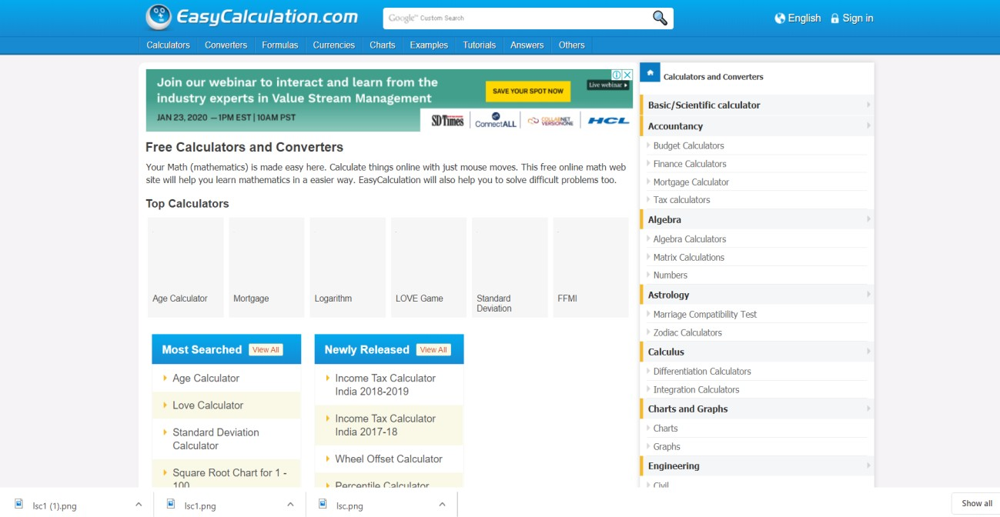 EasyCalculation.com
Google™ Custom Search
English
Sign in
Calculators
Converters
Formulas
Currencies
Charts
Examples
Tutorials
Answers
Others
Join our webinar to interact and learn from the
industry experts in Value Stream Management
JAN 23, 2020 — 1PM EST | 10AM PST
SAVE YOUR SPOT NOW
Live webinar
SD Times
ConnectALL
COLLABNET
VERSIONONE
HCL
Free Calculators and Converters
Your Math (mathematics) is made easy here. Calculate things online with just mouse moves. This free online math web
site will help you learn mathematics in a easier way. EasyCalculation will also help you to solve difficult problems too.
Top Calculators
Age Calculator
Mortgage
Logarithm
LOVE Game
Standard
Deviation
FFMI
Most Searched
View All
Age Calculator
Love Calculator
Standard Deviation
Calculator
Square Root Chart for 1 -
100
Newly Released
View All
Income Tax Calculator
India 2018-2019
Income Tax Calculator
India 2017-18
Wheel Offset Calculator
Percentile Calculator
Calculators and Converters
Basic/Scientific calculator
Accountancy
Budget Calculators
Finance Calculators
Mortgage Calculator
Tax calculators
Algebra
Algebra Calculators
Matrix Calculations
Numbers
Astrology
Marriage Compatibility Test
Zodiac Calculators
Calculus
Differentiation Calculators
Integration Calculators
Charts and Graphs
Charts
Graphs
Engineering
Civil
lsc1 (1).png
lsc1.png
lsc.png
Show all